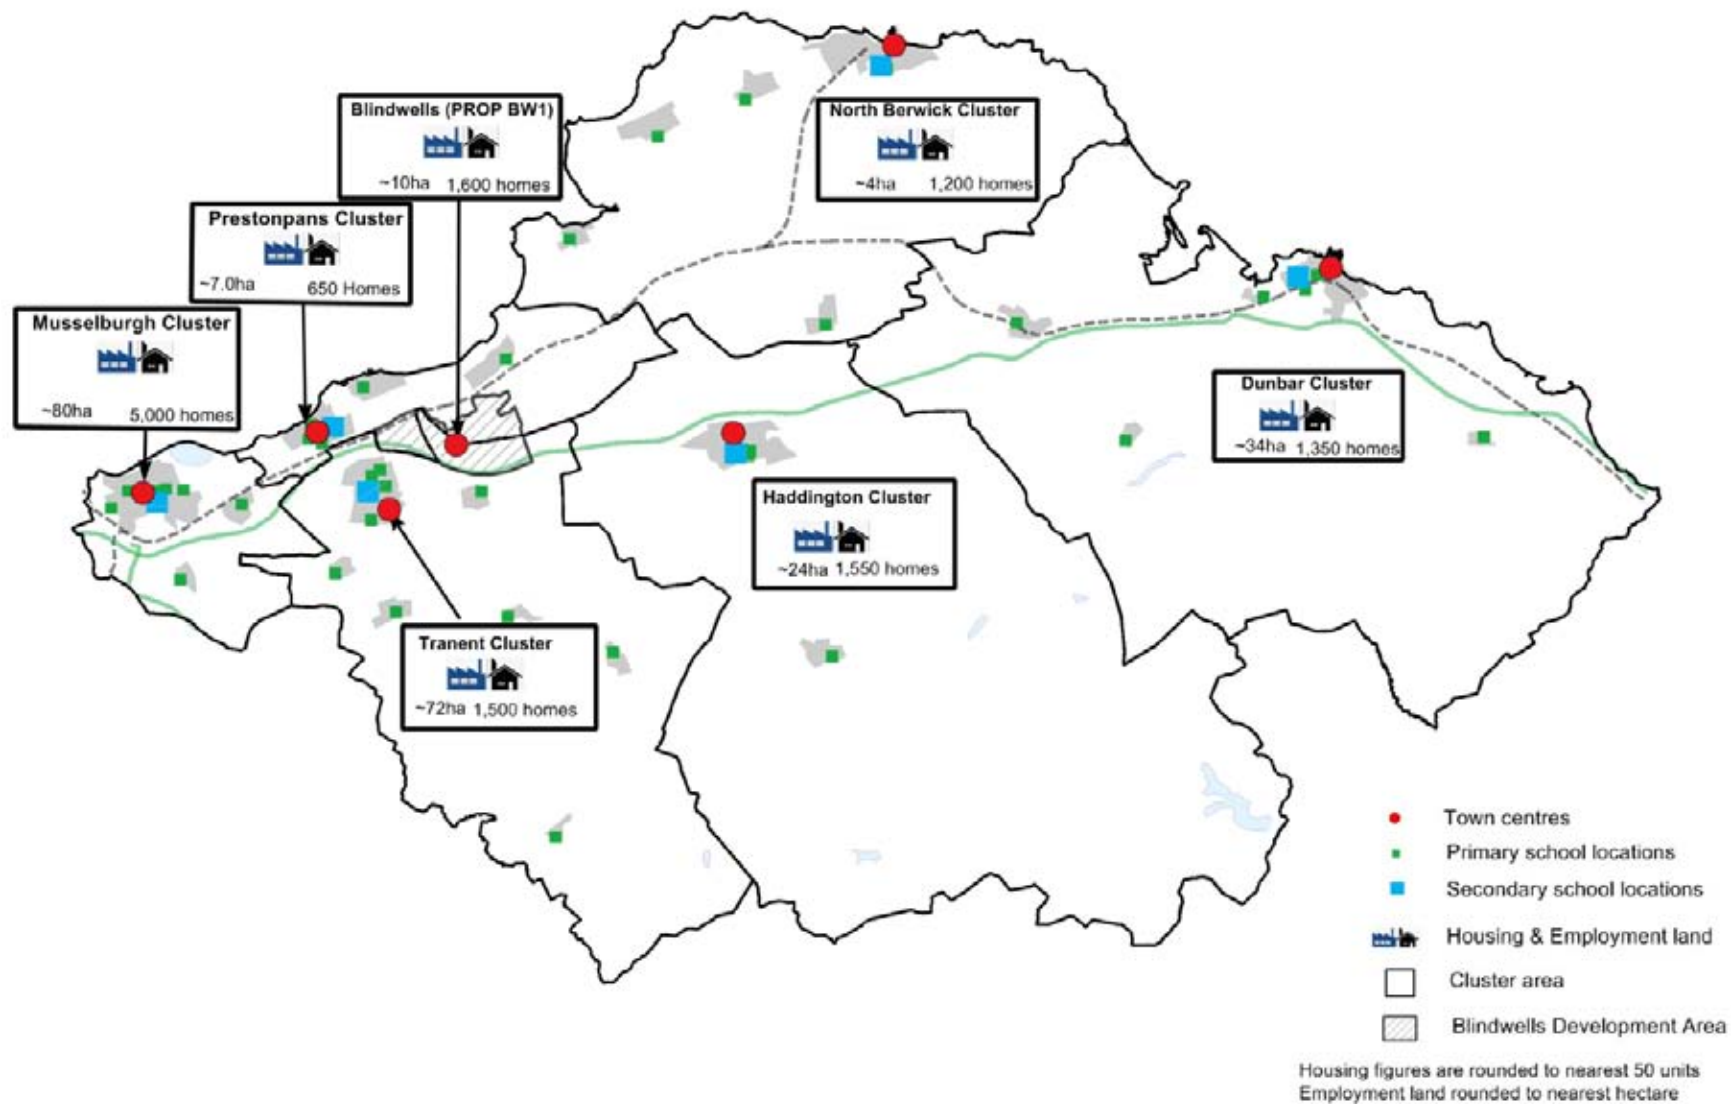 Blindwells (PROP BW1)
~10ha 1,600 homes
North Berwick Cluster
~4ha 1,200 homes
Prestonpans Cluster
~7.0ha 650 Homes
Musselburgh Cluster
~80ha 5,000 homes
Dunbar Cluster
~34ha 1,350 homes
Haddington Cluster
~24ha 1,550 homes
Tranent Cluster
~72ha 1,500 homes
Town centres
Primary school locations
Secondary school locations
Housing & Employment land
Cluster area
Blindwells Development Area
Housing figures are rounded to nearest 50 units
Employment land rounded to nearest hectare